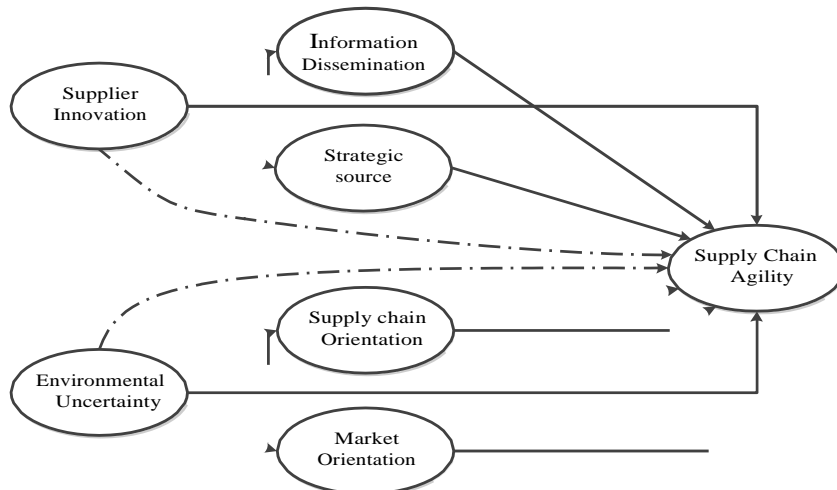 Information
Dissemination
Supplier
Innovation
Strategic
source
Supply Chain
Agility
Supply chain
Orientation
Environmental
Uncertainty
Market
Orientation